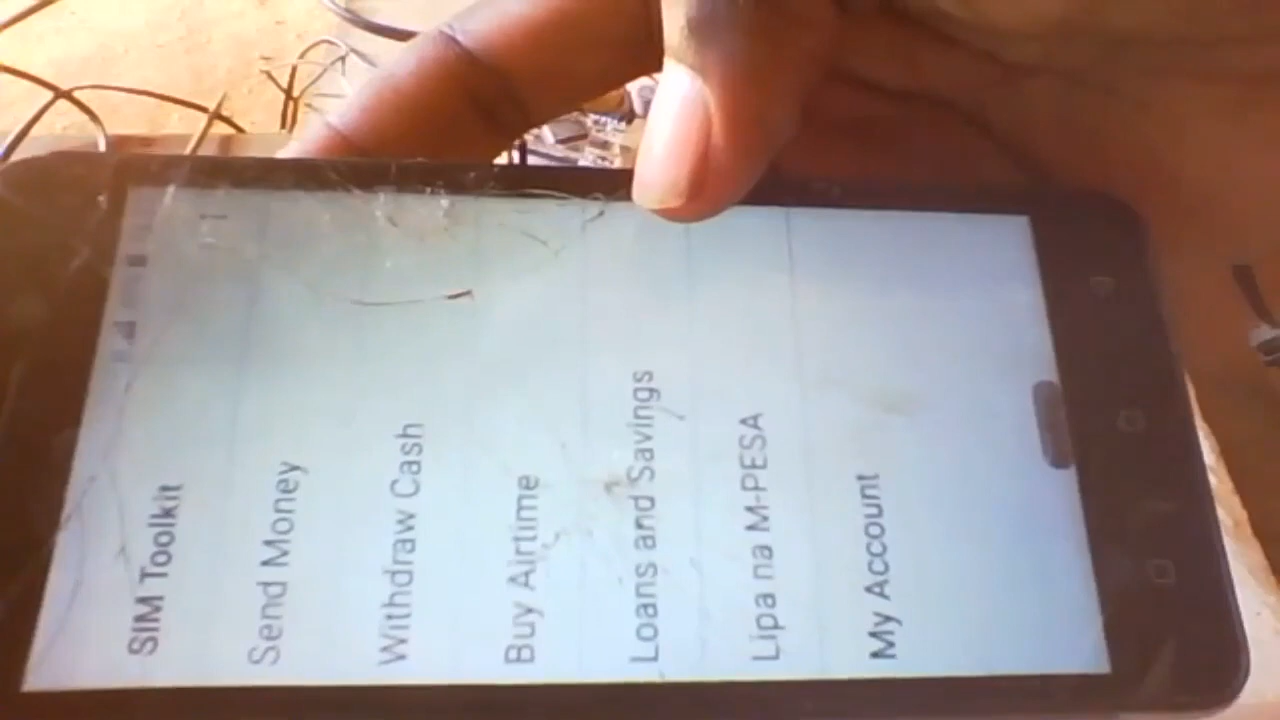 SIM Toolkit
Send Money
Withdraw Cash
Buy Airtime
Loans and Savings
Lipa na M-PESA
My Account